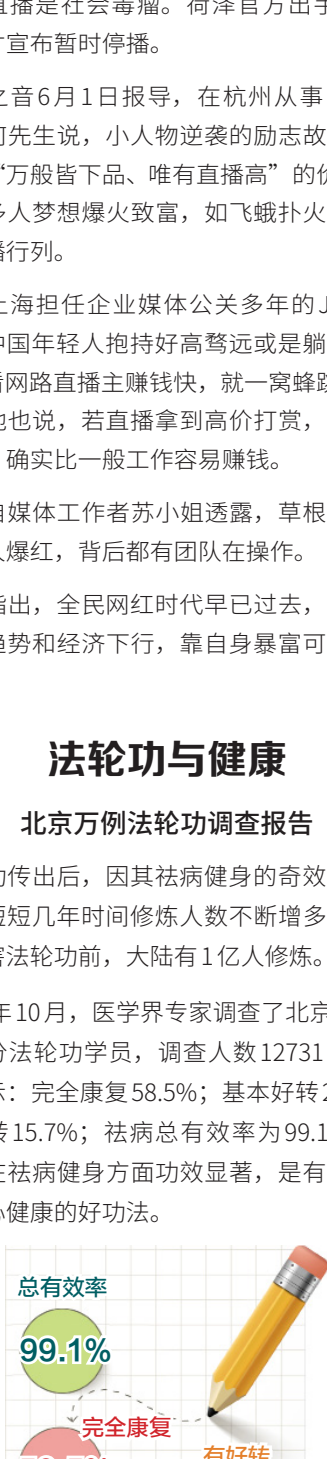 直播是社会毒瘤。荷泽官方出手
宣布暂时停播。
之音6月1日报导，在杭州从事
何先生说，小人物逆袭的励志故
“万般皆下品、唯有直播高”的价
多人梦想爆火致富，如飞蛾扑火
播行列。
上海担任企业媒体公关多年的J
中国年轻人抱持好高骛远或是躺
看网路直播主赚钱快，就一窝蜂跟
他也说，若直播拿到高价打赏，
，确实比一般工作容易赚钱。
自媒体工作者苏小姐透露，草根
人爆红，背后都有团队在操作。
指出，全民网红时代早已过去，
趋势和经济下行，靠自身暴富可
法轮功与健康
北京万例法轮功调查报告
功传出后，因其祛病健身的奇效
短短几年时间修炼人数不断增多
害法轮功前，大陆有1亿人修炼。
年10月，医学界专家调查了北京
分法轮功学员，调查人数12731
示：完全康复58.5%；基本好转2
转15.7%；祛病总有效率为99.1
在祛病健身方面功效显著，是有
心健康的好功法。
总有效率
99.1%
完全康复
有好转